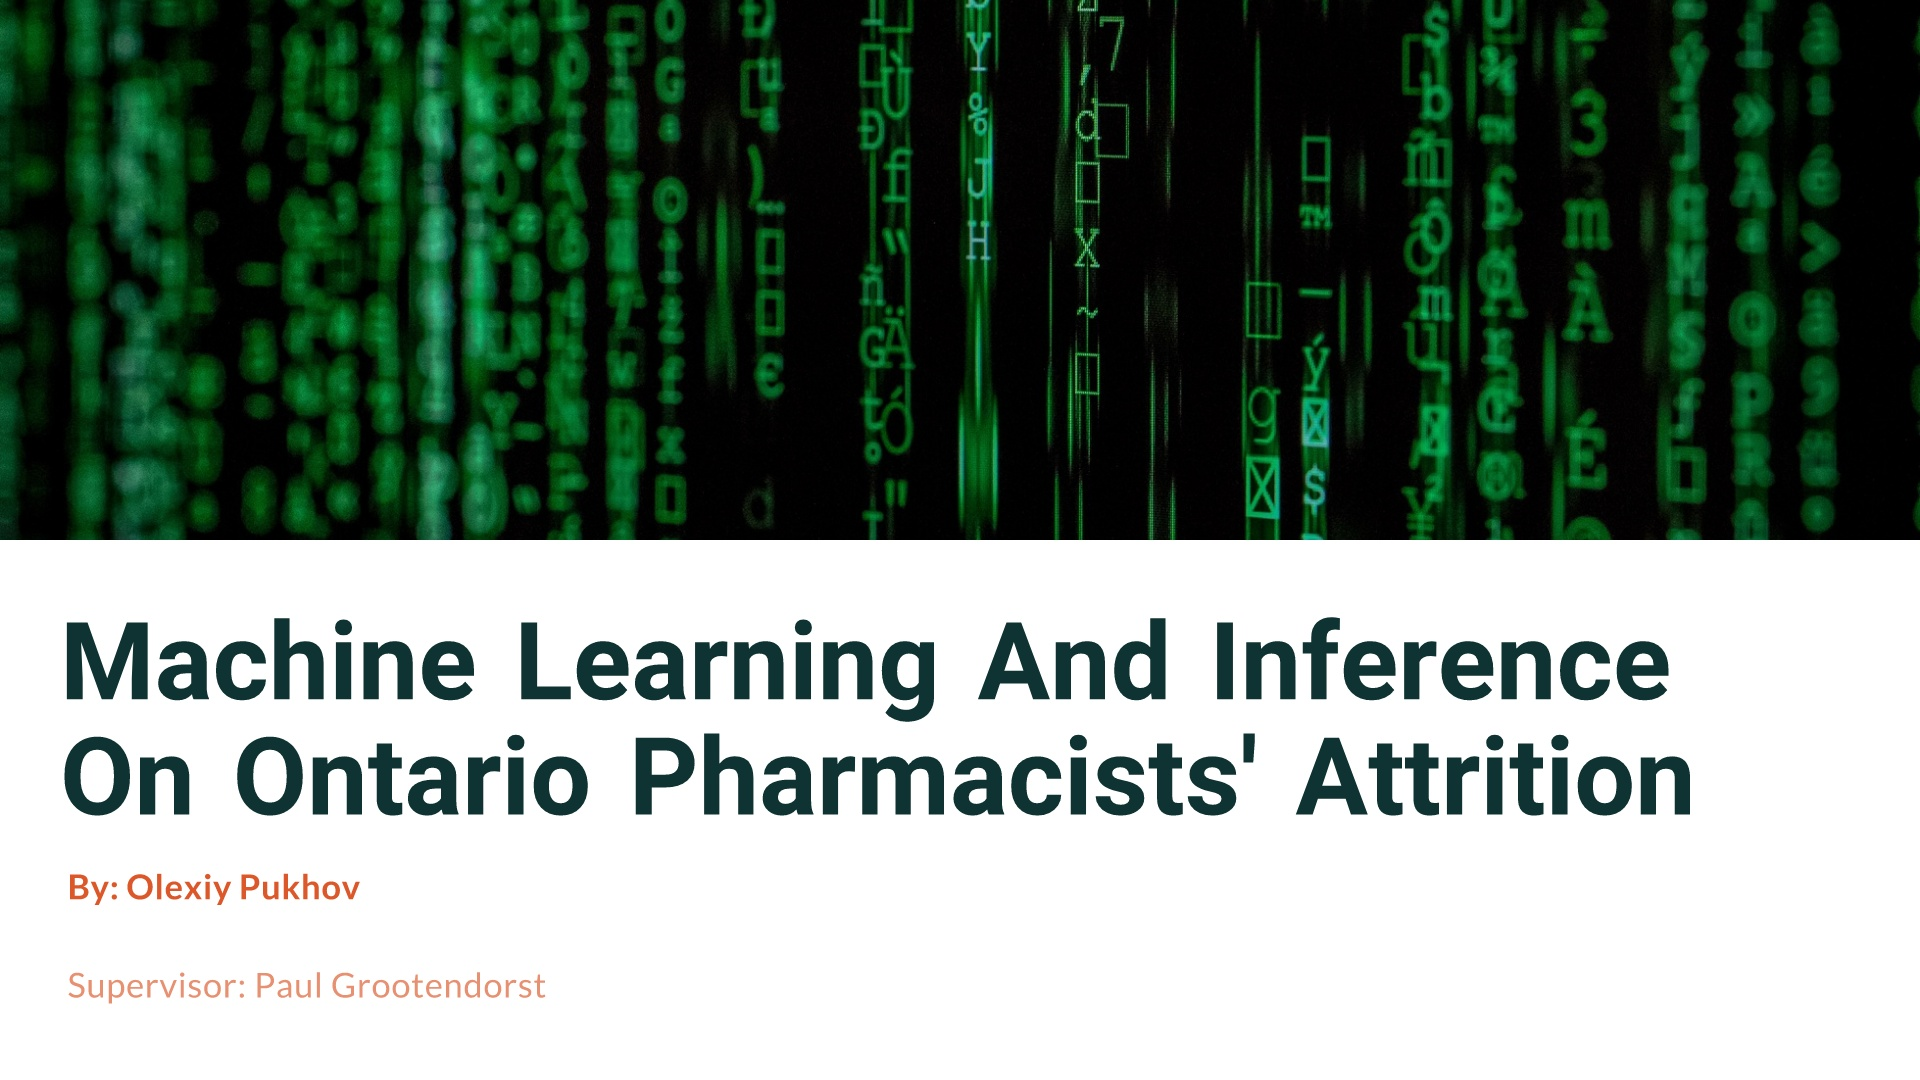 Machine Learning And Inference
On Ontario Pharmacists' Attrition
By: Olexiy Pukhov
Supervisor: Paul Grootendorst